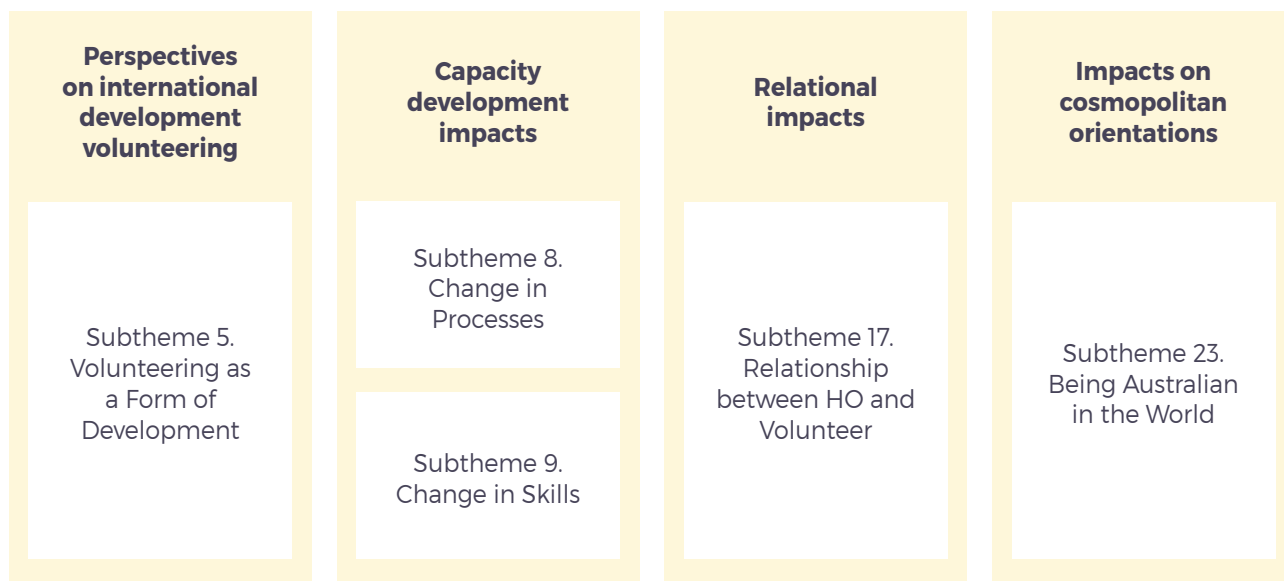 Perspectives
on international
development
volunteering
Subtheme 5.
Volunteering as
a Form of
Development
Capacity
development
impacts
Subtheme 8.
Change in
Processes
Subtheme 9.
Change in Skills
Relational
impacts
Subtheme 17.
Relationship
between HO and
Volunteer
Impacts on
cosmopolitan
orientations
Subtheme 23.
Being Australian
in the World